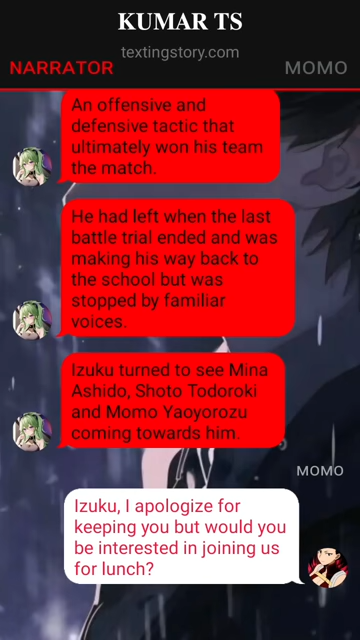 KUMAR TS
textingstory.com
NARRATOR
MOMO
An offensive and
defensive tactic that
ultimately won his team
the match.
He had left when the last
battle trial ended and was
making his way back to
the school but was
stopped by familiar
voices.
Izuku turned to see Mina
Ashido, Shoto Todoroki
and Momo Yaoyorozu
coming towards him.
MOMO
Izuku, I apologize for
keeping you but would you
be interested in joining us
for lunch?